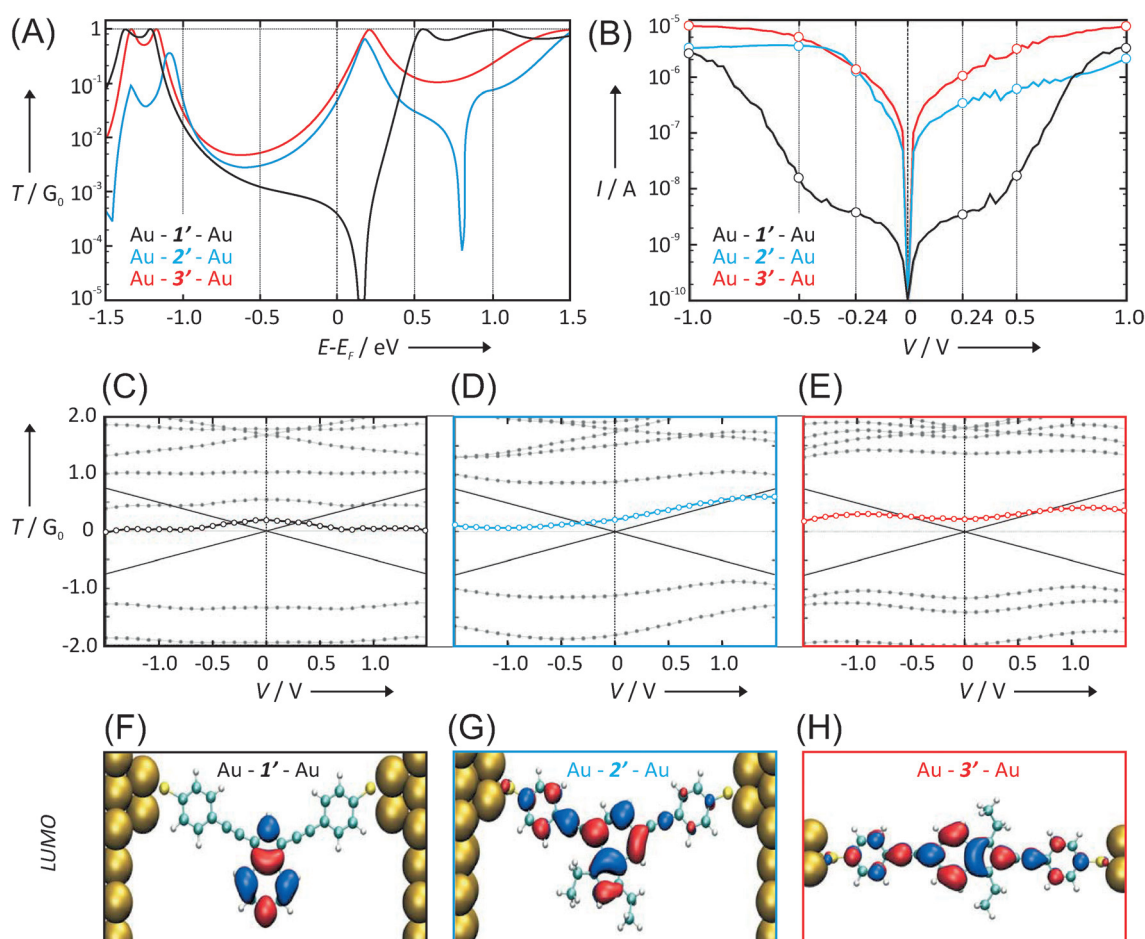 (A)
1
10-1
10-2
10-3
10-4
10-5
T / G0
Au - 1’ - Au
Au - 2’ - Au
Au - 3’ - Au
-1.5 -1.0 -0.5 0 0.5 1.0 1.5
E-EF / eV
(B)
10-5
10-6
10-7
10-8
10-9
10-10
I / A
Au - 1’ - Au
Au - 2’ - Au
Au - 3’ - Au
-1.0 -0.5 -0.24 0 0.24 0.5 1.0
V / V
(C) (D) (E)
2.0
1.0
0
-1.0
-2.0
T / G0
-1.0 -0.5 0 0.5 1.0
V / V
-1.0 -0.5 0 0.5 1.0
V / V
-1.0 -0.5 0 0.5 1.0
V / V
(F) (G) (H)
LUMO
Au - 1’ - Au
Au - 2’ - Au
Au - 3’ - Au